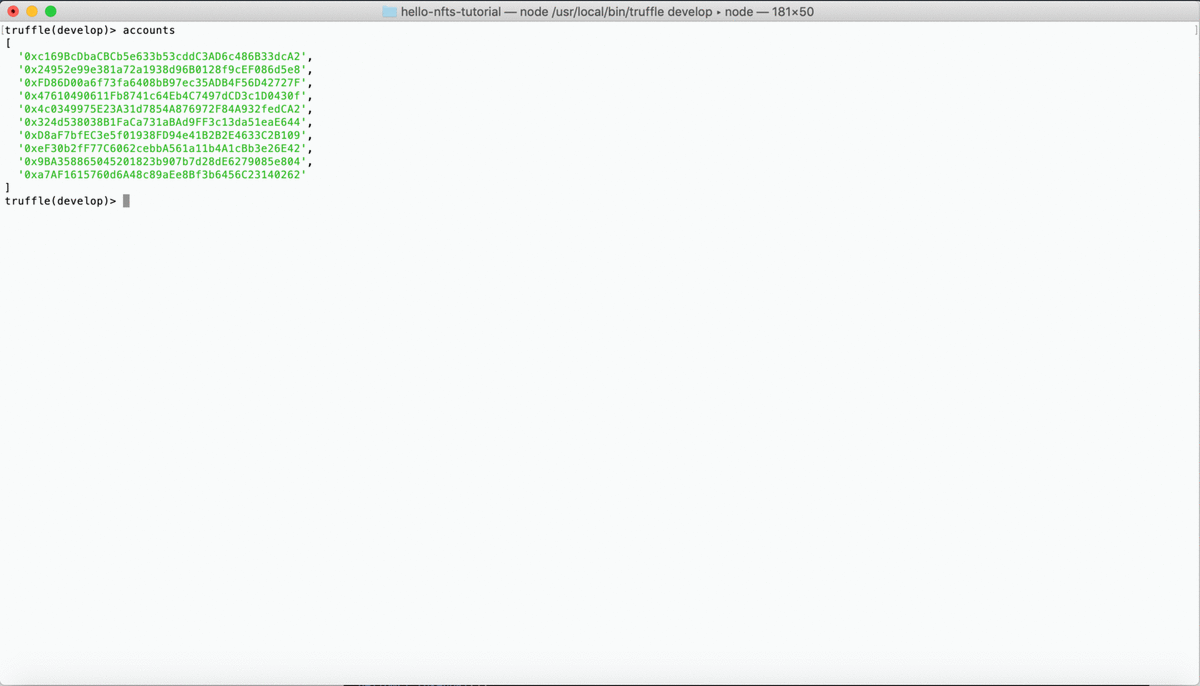 hello-nfts-tutorial — node /usr/local/bin/truffle develop ▸ node — 181×50
[truffle(develop)> accounts ]
[
  '0xc169BcDbaCBCb5e633b53cddC3AD6c486B33dcA2',
  '0x24952e99e381a72a1938d96B0128f9cEF086d5e8',
  '0xFD86D00a6f73fa6408bB97ec35ADB4F56D42727F',
  '0x47610490611Fb8741c64Eb4C7497dCD3c1D0430f',
  '0x4c0349975E23A31d7854A876972F84A932fedCA2',
  '0x324d538038B1FaCa731aBAd9FF3c13da51eaE644',
  '0xD8aF7bfEC3e5f01938FD94e41B2B2E4633C2B109',
  '0xeF30b2fF77C6062cebbA561a11b4A1cBb3e26E42',
  '0x9BA358865045201823b907b7d28dE6279085e804',
  '0xa7AF1615760d6A48c89aEe8Bf3b6456C23140262'
]
truffle(develop)>